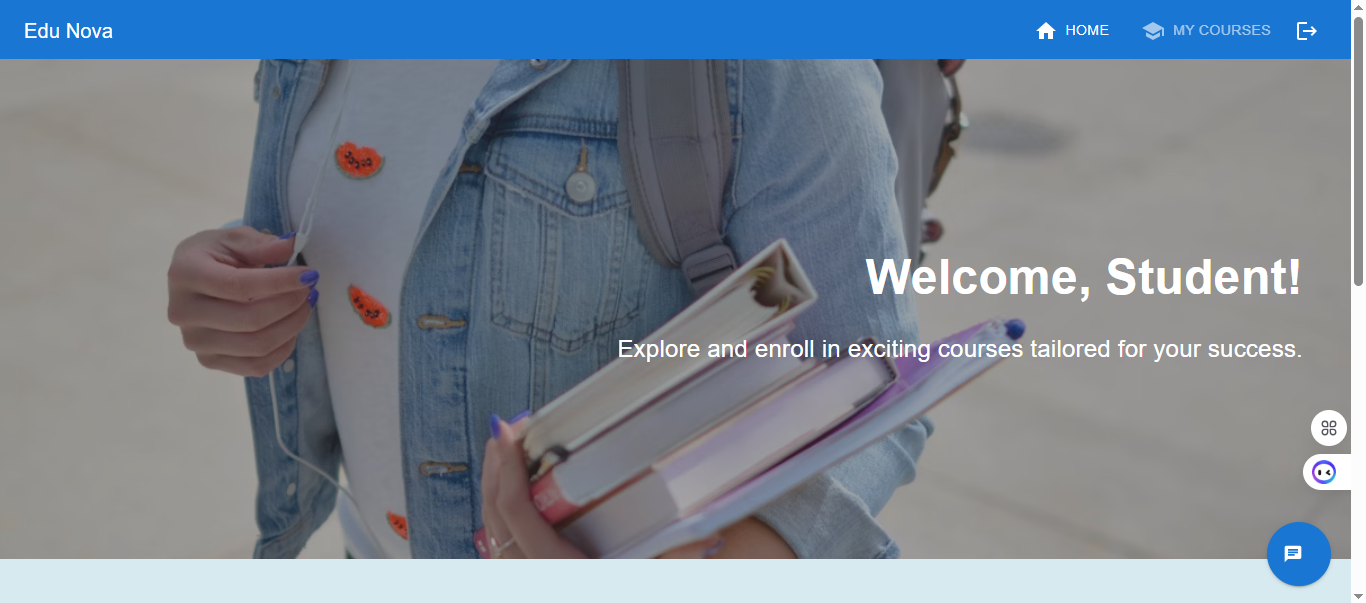 Edu Nova
HOME
MY COURSES
Welcome, Student!
Explore and enroll in exciting courses tailored for your success.